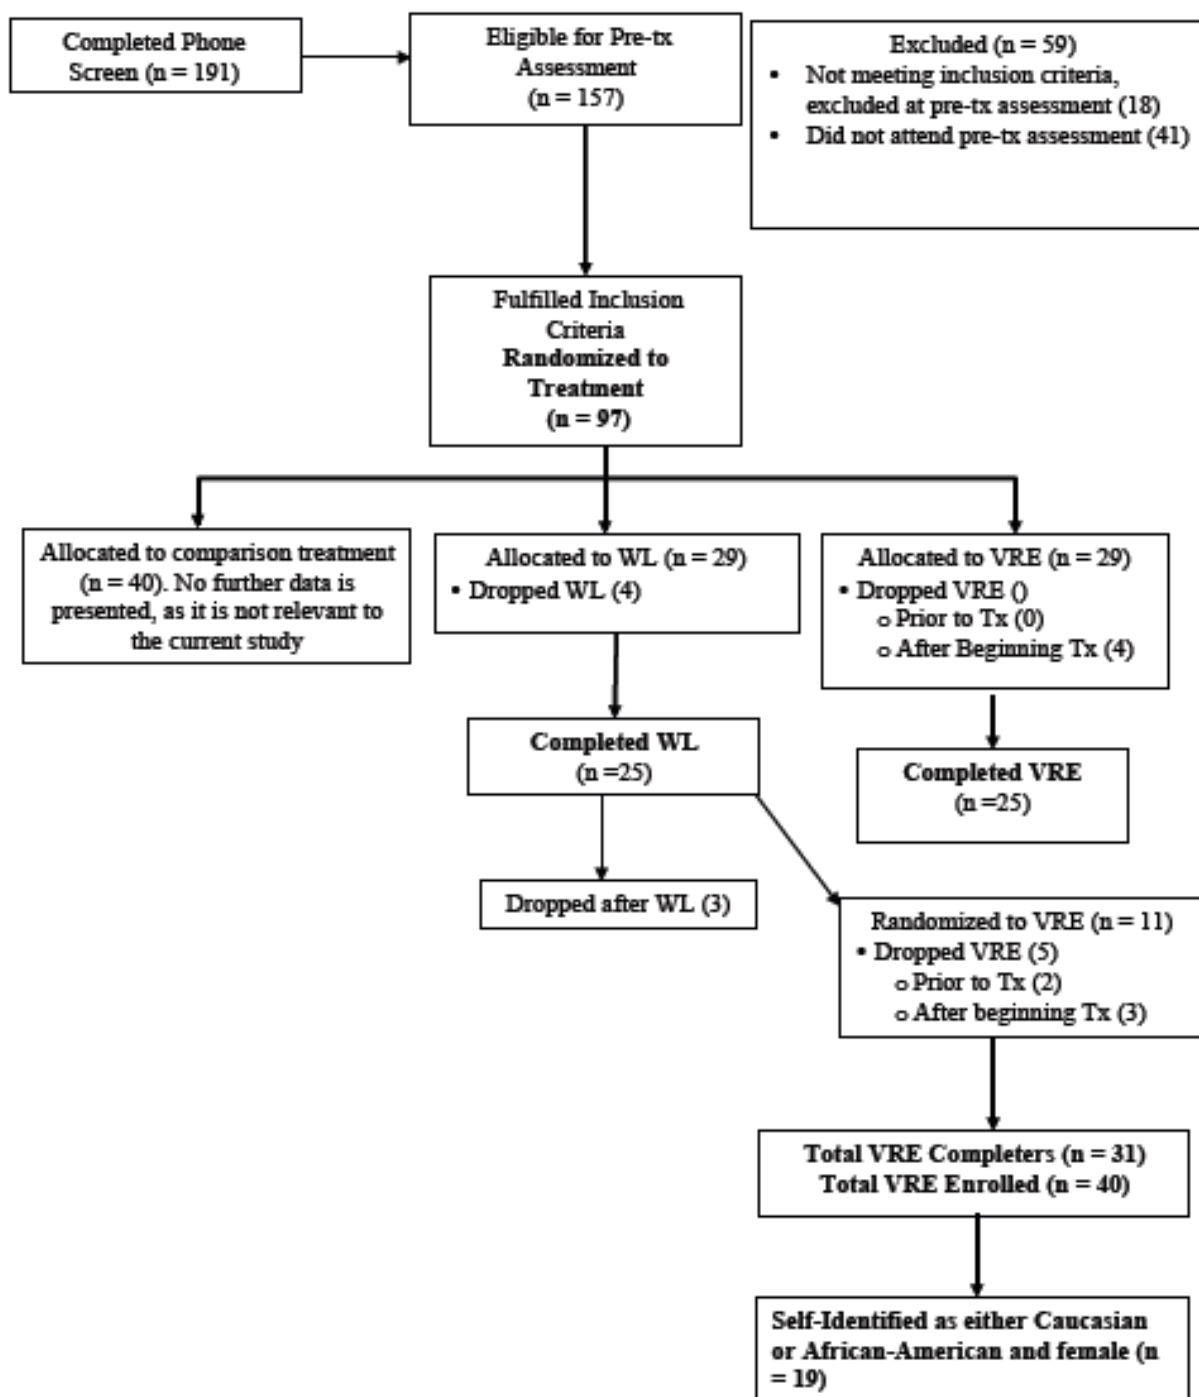 Completed Phone
Screen (n = 191)
Eligible for Pre-tx
Assessment
(n = 157)
Excluded (n = 59)
• Not meeting inclusion criteria,
excluded at pre-tx assessment (18)
• Did not attend pre-tx assessment (41)
Fulfilled Inclusion
Criteria
Randomized to
Treatment
(n = 97)
Allocated to comparison treatment
(n = 40). No further data is
presented, as it is not relevant to
the current study
Allocated to WL (n = 29)
• Dropped WL (4)
Allocated to VRE (n = 29)
• Dropped VRE ()
o Prior to Tx (0)
o After Beginning Tx (4)
Completed WL
(n =25)
Completed VRE
(n =25)
Dropped after WL (3)
Randomized to VRE (n = 11)
• Dropped VRE (5)
o Prior to Tx (2)
o After beginning Tx (3)
Total VRE Completers (n = 31)
Total VRE Enrolled (n = 40)
Self-Identified as either Caucasian
or African-American and female (n
= 19)